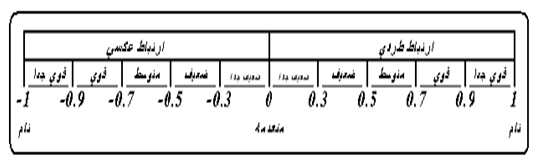 ارتباط طردي ارتباط عكسي
قوي جدا قوي متوسط ضعيف ضعيف جدا ضعيف جدا ضعيف متوسط قوي قوي جدا
-1 -0.9 -0.7 -0.5 -0.3 0 0.3 0.5 0.7 0.9 1
تام منعدمة تام